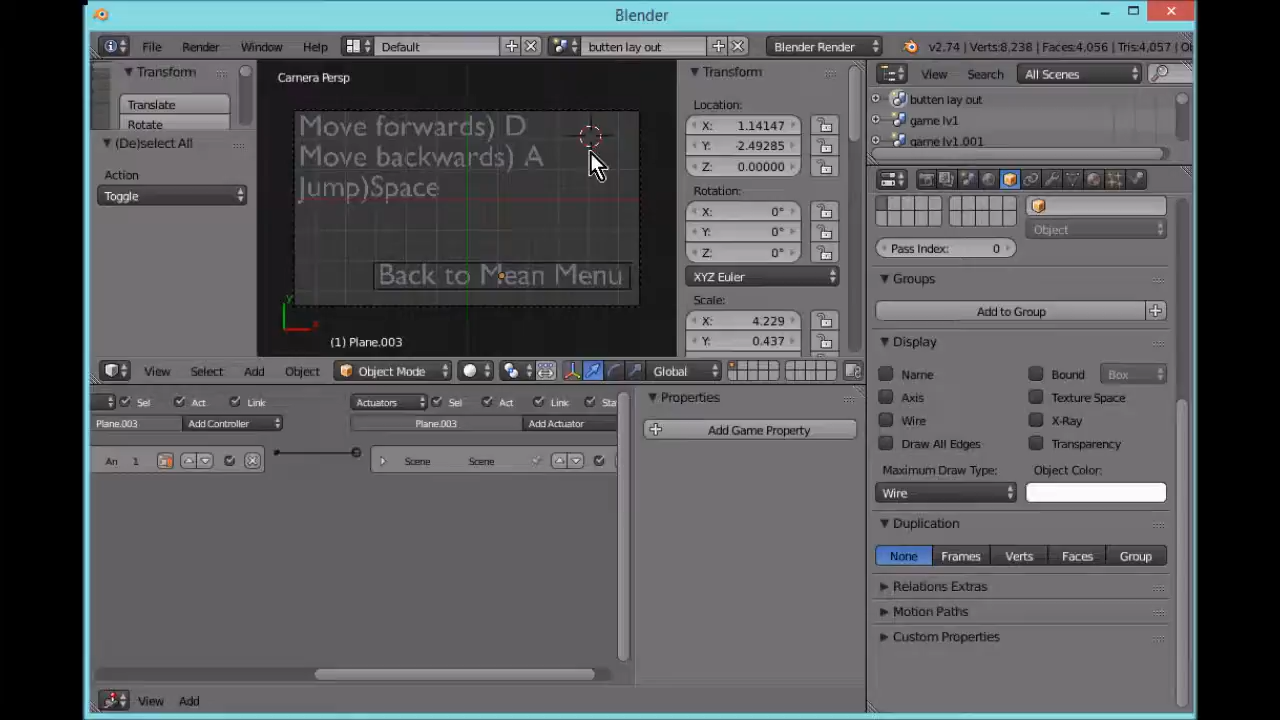 Blender
File Render Window Help Default butten lay out Blender Render v2.74 | Verts:8,238 | Faces:4,056 | Tris:4,057 |
Transform
Translate
Rotate
(De)select All
Action
Toggle
Camera Persp
Move forwards) D
Move backwards) A
Jump)Space
Back to Mean Menu
y
x
(1) Plane.003
Transform
Location:
X: 1.14147
Y: -2.49285
Z: 0.00000
Rotation:
X: 0°
Y: 0°
Z: 0°
XYZ Euler
Scale:
X: 4.229
Y: 0.437
View Search All Scenes
butten lay out
game lv1
game lv1.001
Object
Pass Index: 0
Groups
Add to Group
Display
Name Bound Box
Axis Texture Space
Wire X-Ray
Draw All Edges Transparency
Maximum Draw Type: Object Color:
Wire
Duplication
None Frames Verts Faces Group
Relations Extras
Motion Paths
Custom Properties
View Select Add Object Object Mode Global
Sel Act Link Actuators Sel Act Link Sta
Plane.003 Add Controller Plane.003 Add Actuator
An 1 Scene Scene
Properties
Add Game Property
View Add